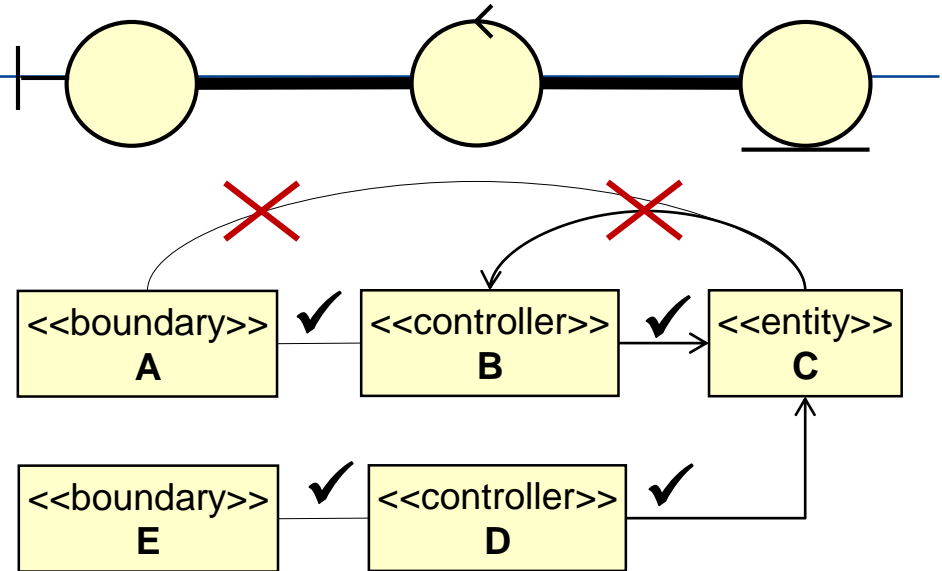 <<boundary>>
A
<<controller>>
B
<<entity>>
C
<<boundary>>
E
<<controller>>
D